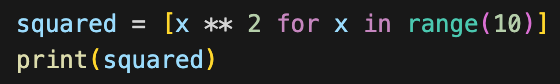 squared = [x ** 2 for x in range(10)]
print(squared)